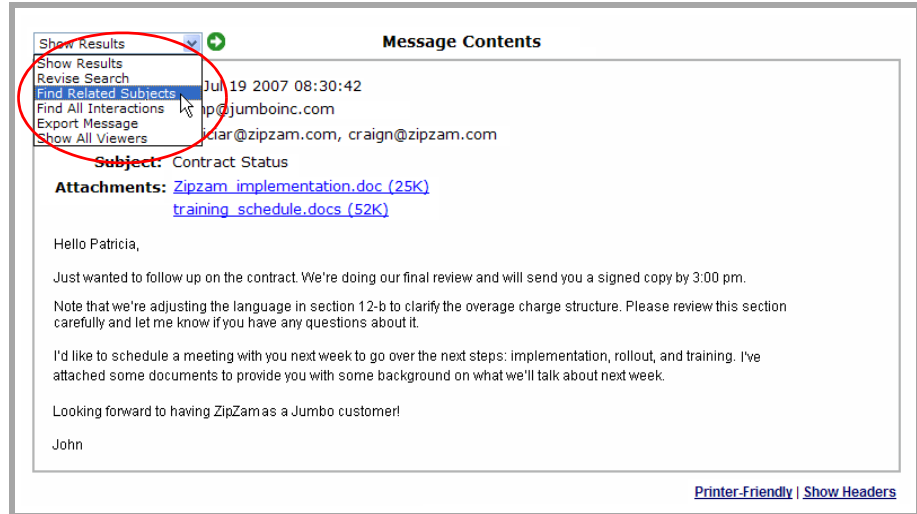 Show Results
Message Contents
Show Results
Revise Search
Find Related Subjects
Find All Interactions
Export Message
Show All Viewers
Jul 19 2007 08:30:42
@jumboinc.com
@zipzam.com, craign@zipzam.com
Subject: Contract Status
Attachments: Zipzam_implementation.doc (25K)
training_schedule.docs (52K)
Hello Patricia,
Just wanted to follow up on the contract. We're doing our final review and will send you a signed copy by 3:00 pm.
Note that we're adjusting the language in section 12-b to clarify the overage charge structure. Please review this section
carefully and let me know if you have any questions about it.
I'd like to schedule a meeting with you next week to go over the next steps: implementation, rollout, and training. I've
attached some documents to provide you with some background on what we'll talk about next week.
Looking forward to having ZipZam as a Jumbo customer!
John
Printer-Friendly | Show Headers